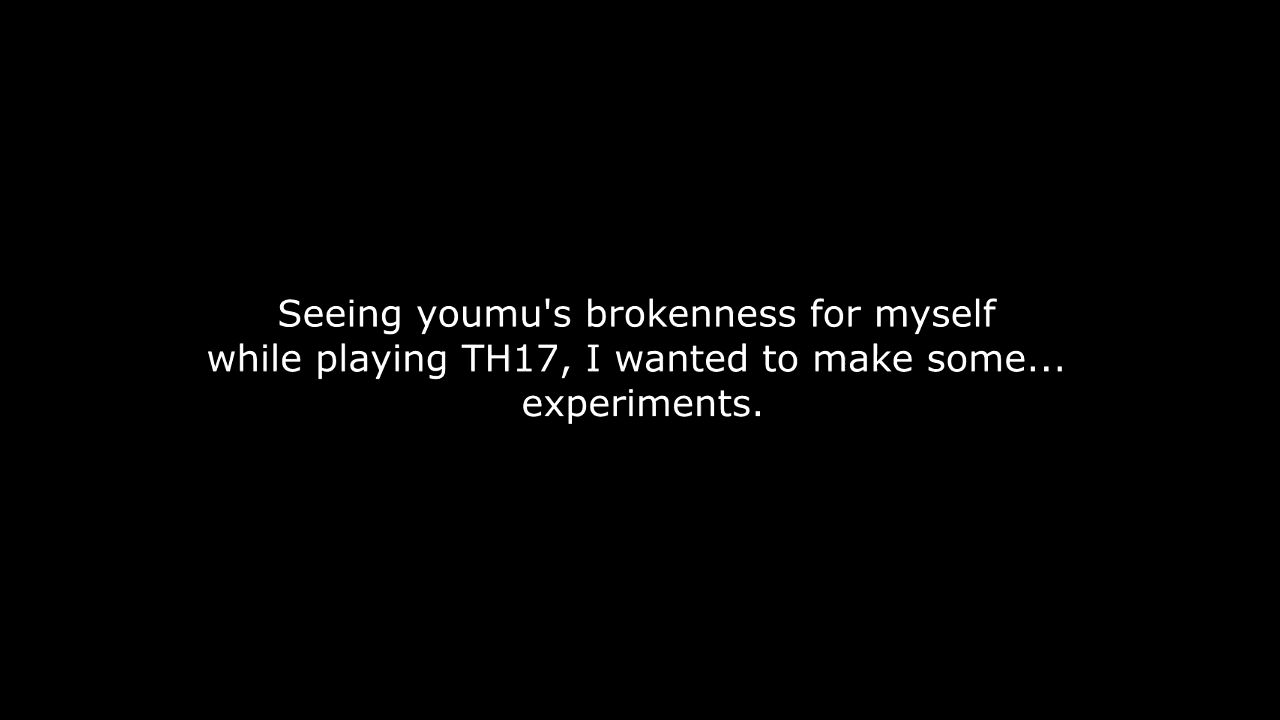 Seeing youmu's brokenness for myself
while playing TH17, I wanted to make some...
experiments.